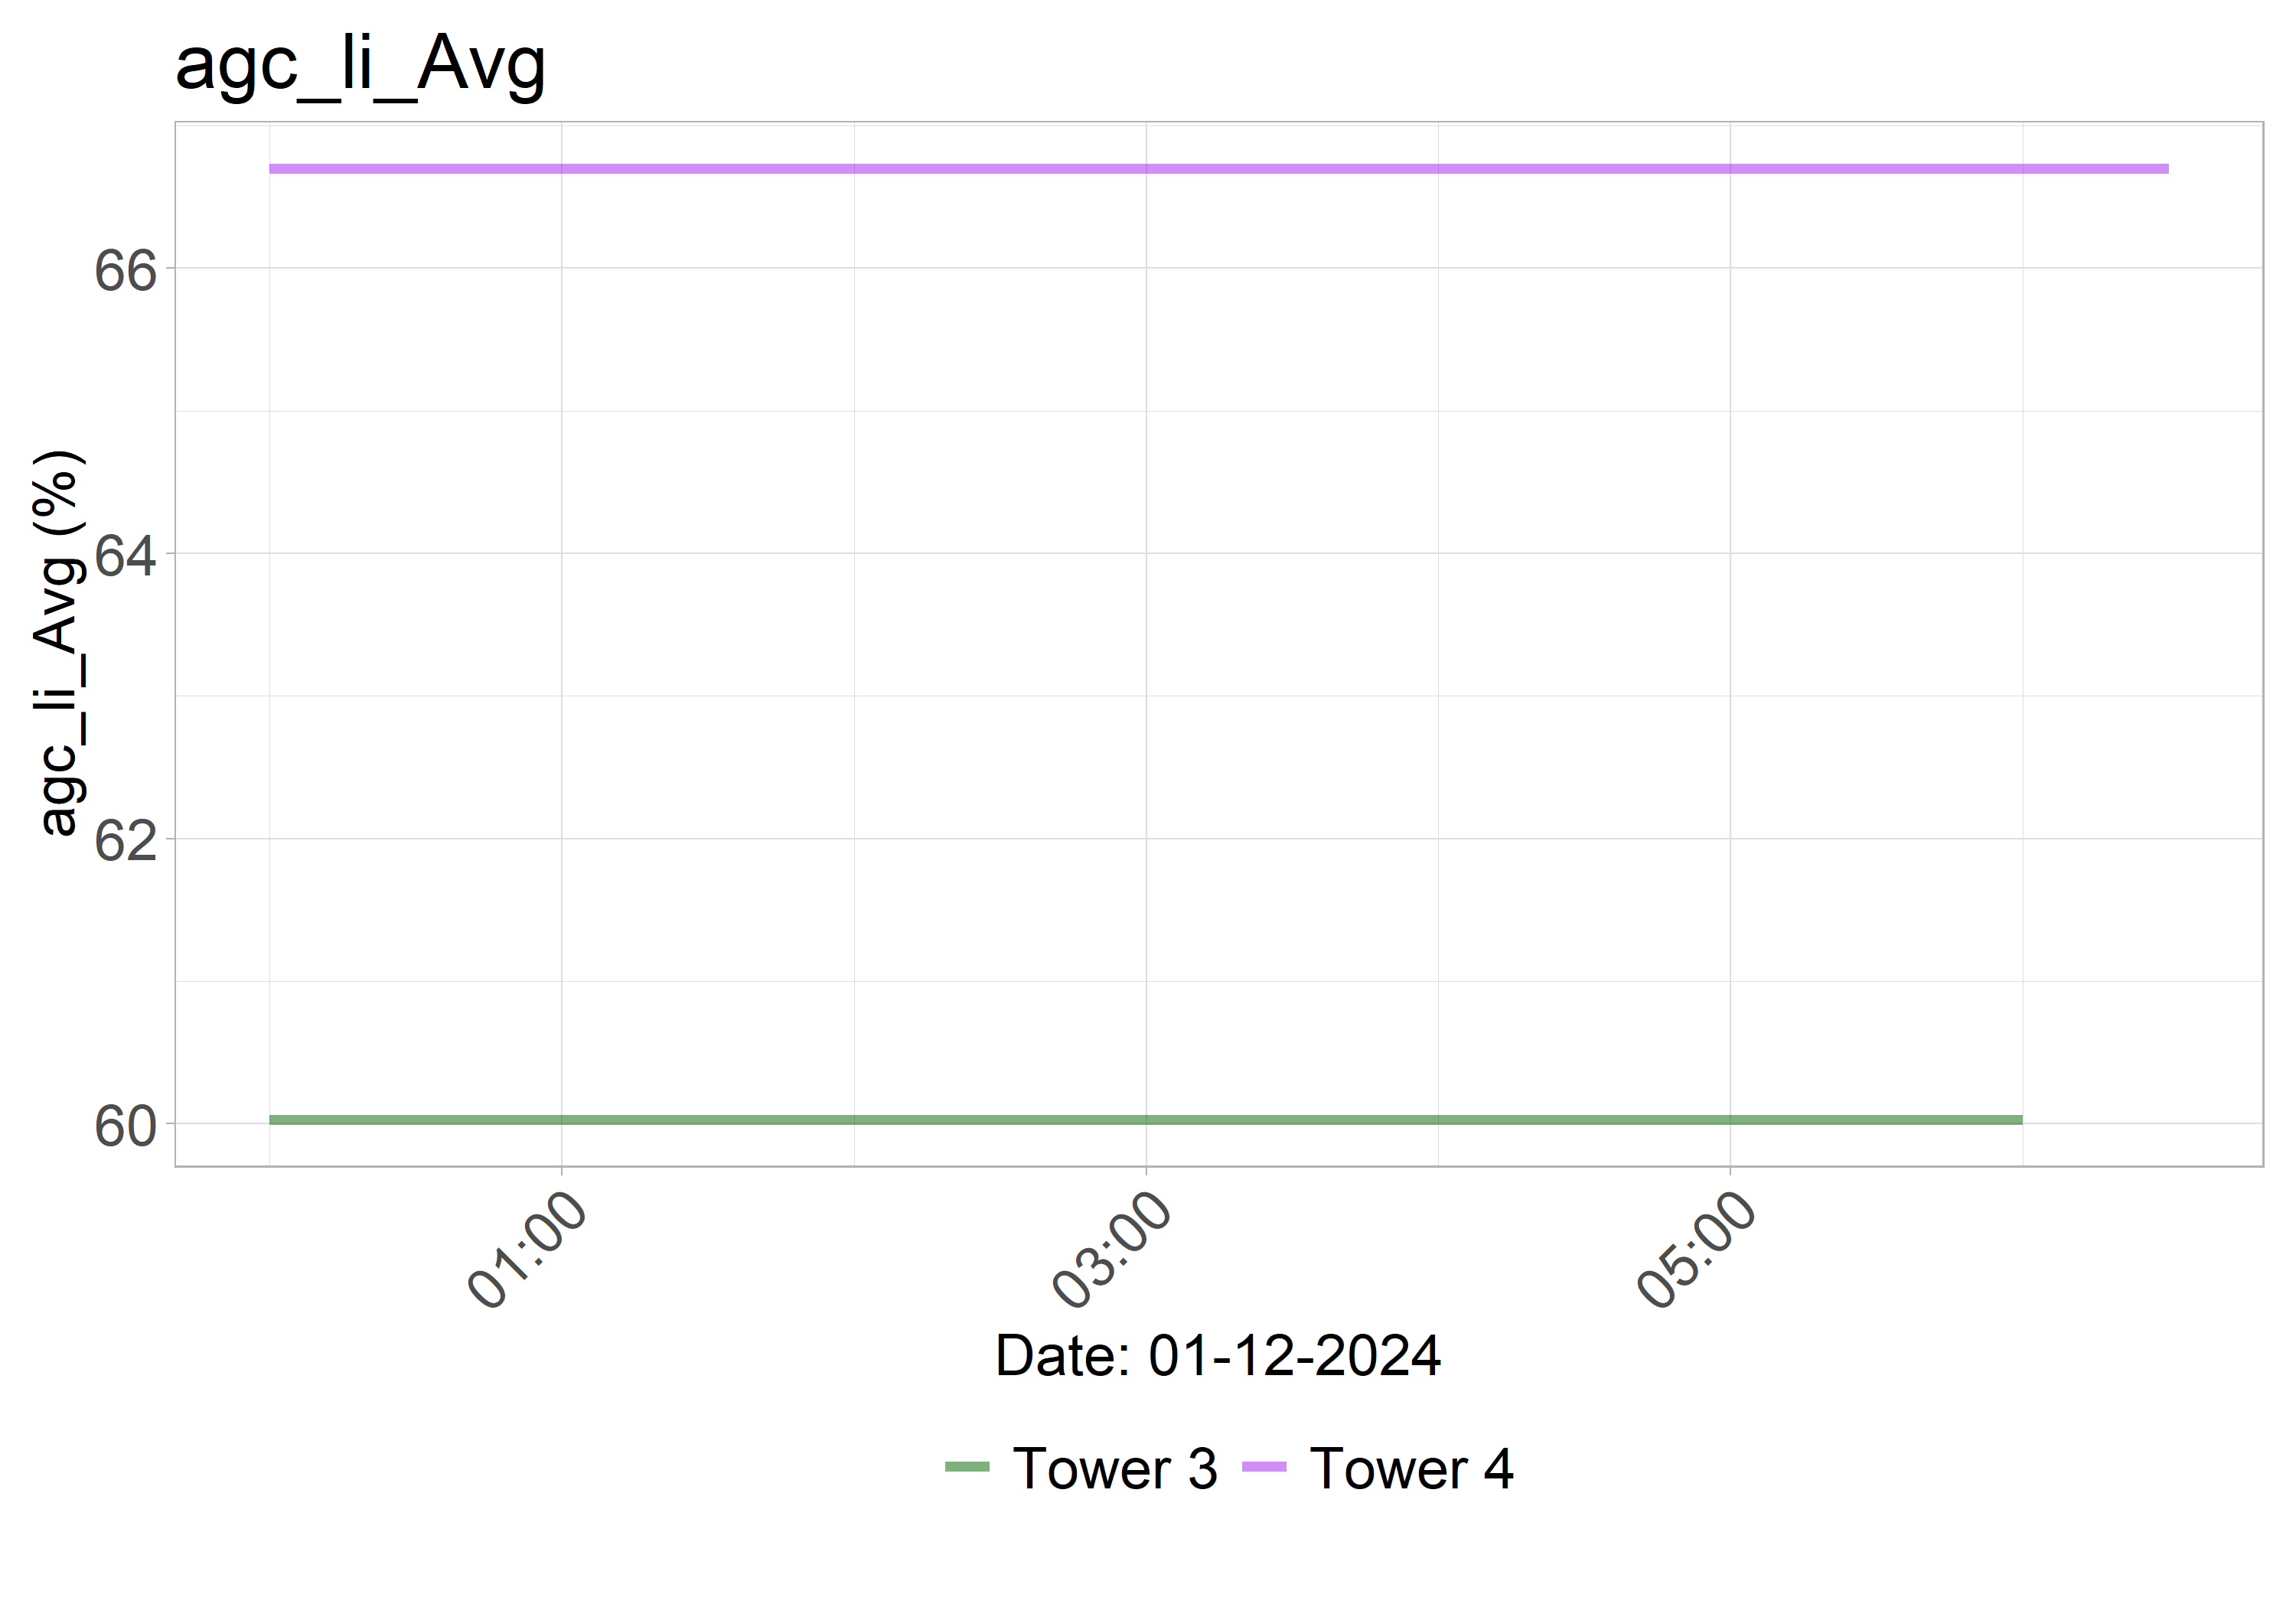 agc_li_Avg
agc_li_Avg (%)
66
64
62
60
01:00
03:00
05:00
Date: 01-12-2024
Tower 3
Tower 4